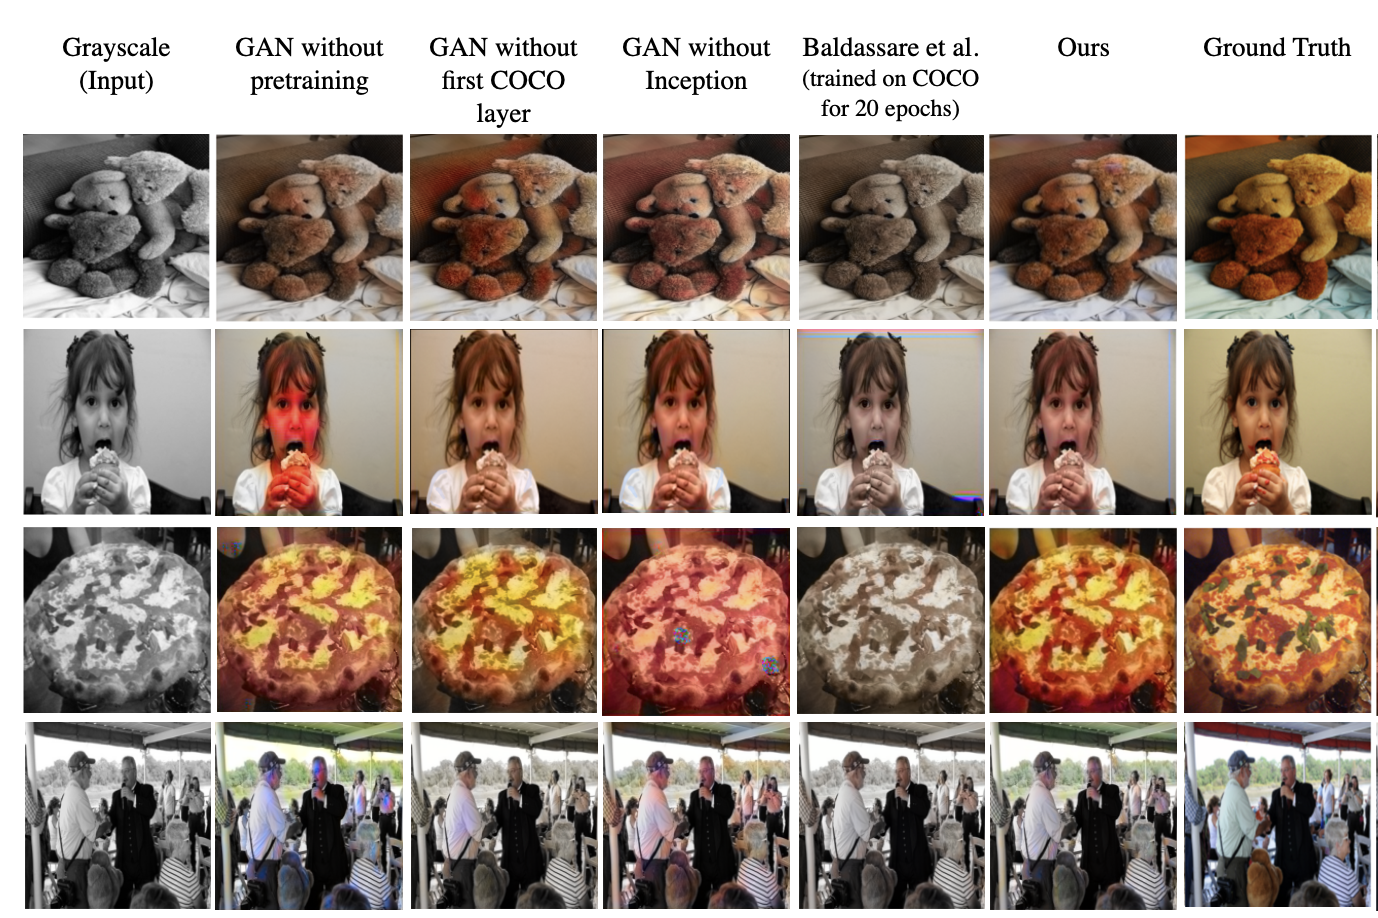 Grayscale
(Input)
GAN without
pretraining
GAN without
first COCO
layer
GAN without
Inception
Baldassare et al.
(trained on COCO
for 20 epochs)
Ours
Ground Truth